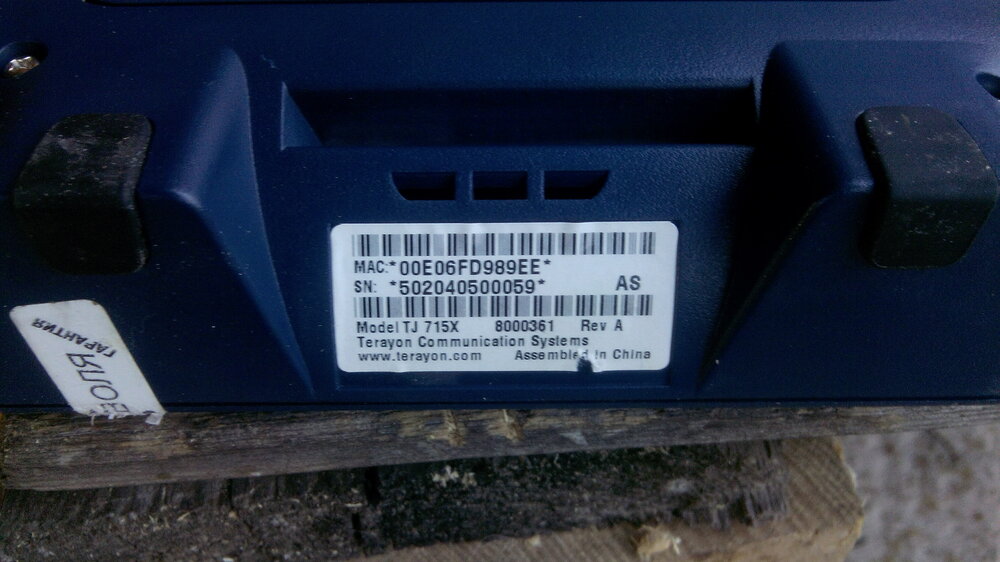 MAC:*00E06FD989EE*
SN: *502040500059*
AS
Model TJ 715X 8000361 Rev A
Terayon Communication Systems
www.terayon.com Assembled in China
ГАРАНТИЯ
ВОЛЯ